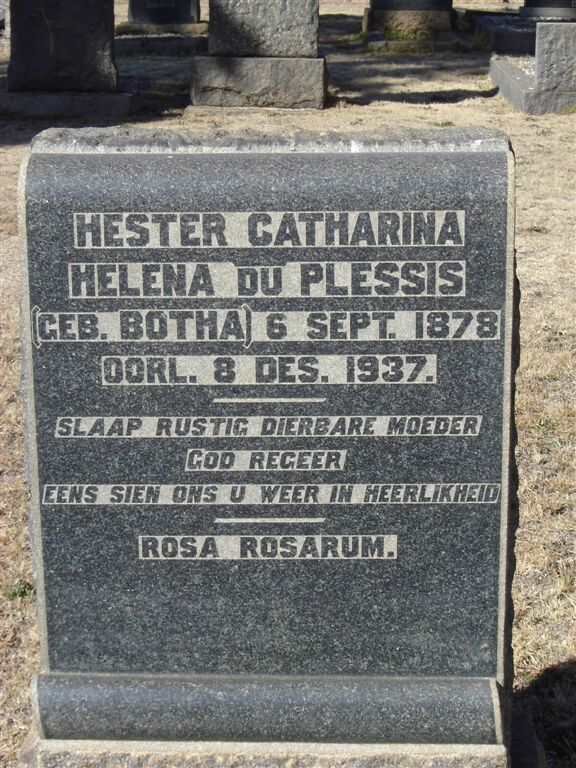 HESTER CATHARINA
HELENA DU PLESSIS
(GEB. BOTHA) 6 SEPT. 1878
OORL. 8 DES. 1937.
SLAAP RUSTIG DIERBARE MOEDER
GOD REGEER
EENS SIEN ONS U WEER IN HEERLIKHEID
ROSA ROSARUM.